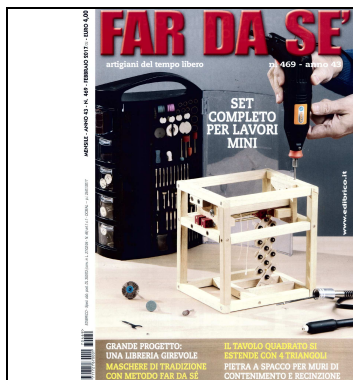 FAR DA SE'
artigiani del tempo libero
n. 469 - anno 43
MENSILE - ANNO 43 - N. 469 - FEBBRAIO 2017 - EURO 4,00
SET
COMPLETO
PER LAVORI
MINI
www.edibrico.it
GRANDE PROGETTO:
UNA LIBRERIA GIREVOLE
MASCHERE DI TRADIZIONE
CON METODO FAR DA SÉ
IL TAVOLO QUADRATO SI
ESTENDE CON 4 TRIANGOLI
PIETRA A SPACCO PER MURI DI
CONTENIMENTO E RECINZIONE